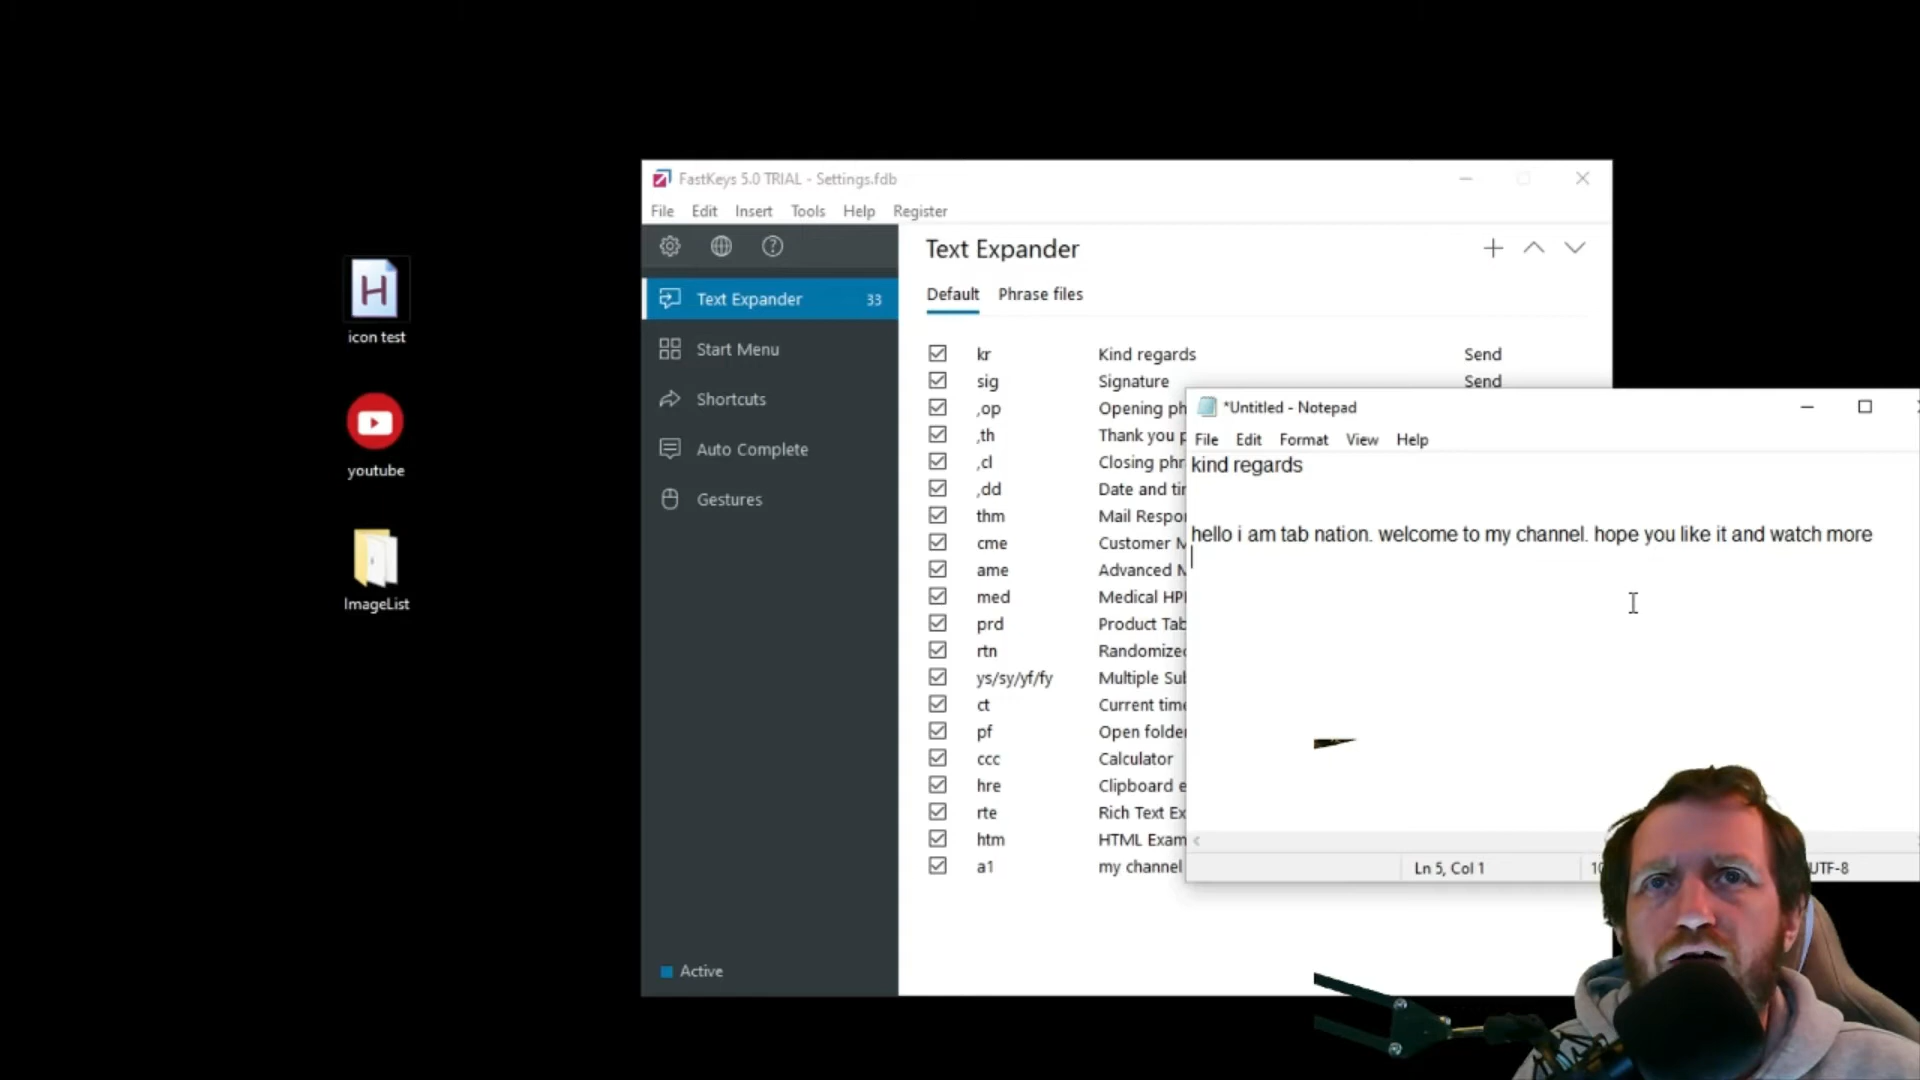 FastKeys 5.0 TRIAL - Settings.fdb
File Edit Insert Tools Help Register
Text Expander
Default Phrase files
Text Expander 33
Start Menu
Shortcuts
Auto Complete
Gestures
Active
kr Kind regards Send
sig Signature Send
,op Opening ph
,th Thank you p
,cl Closing phr
,dd Date and tim
thm Mail Respo
cme Customer M
ame Advanced M
med Medical HPI
prd Product Tab
rtn Randomize
ys/sy/yf/fy Multiple Su
ct Current time
pf Open folde
ccc Calculator
hre Clipboard e
rte Rich Text Ex
htm HTML Exam
a1 my channel
*Untitled - Notepad
File Edit Format View Help
kind regards
hello i am tab nation. welcome to my channel. hope you like it and watch more
Ln 5, Col 1
10
UTF-8
icon test
youtube
ImageList